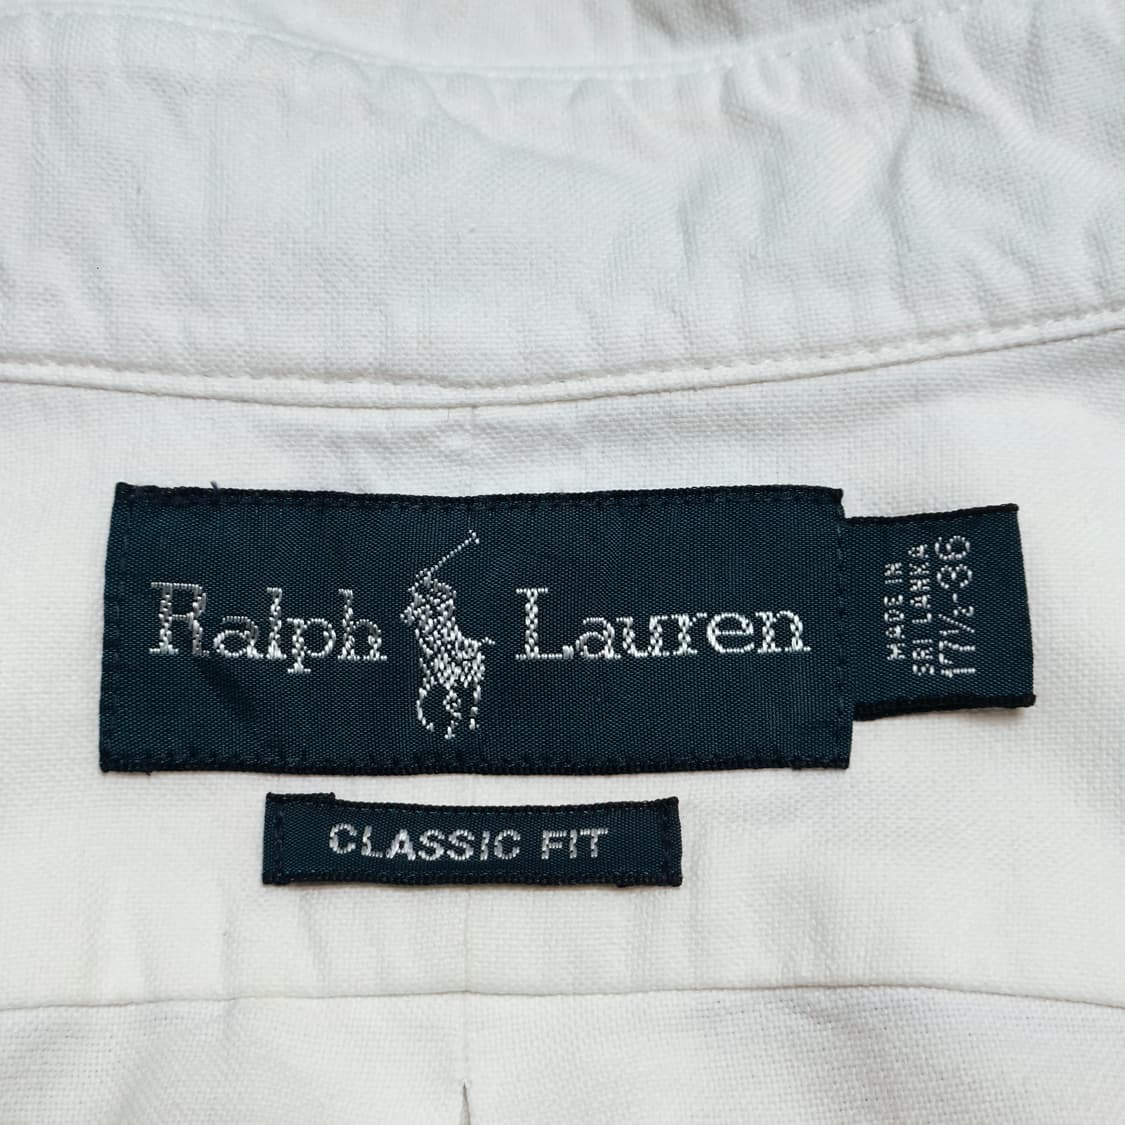 Ralph Lauren
MADE IN
SRI LANKA
17½-36
CLASSIC FIT